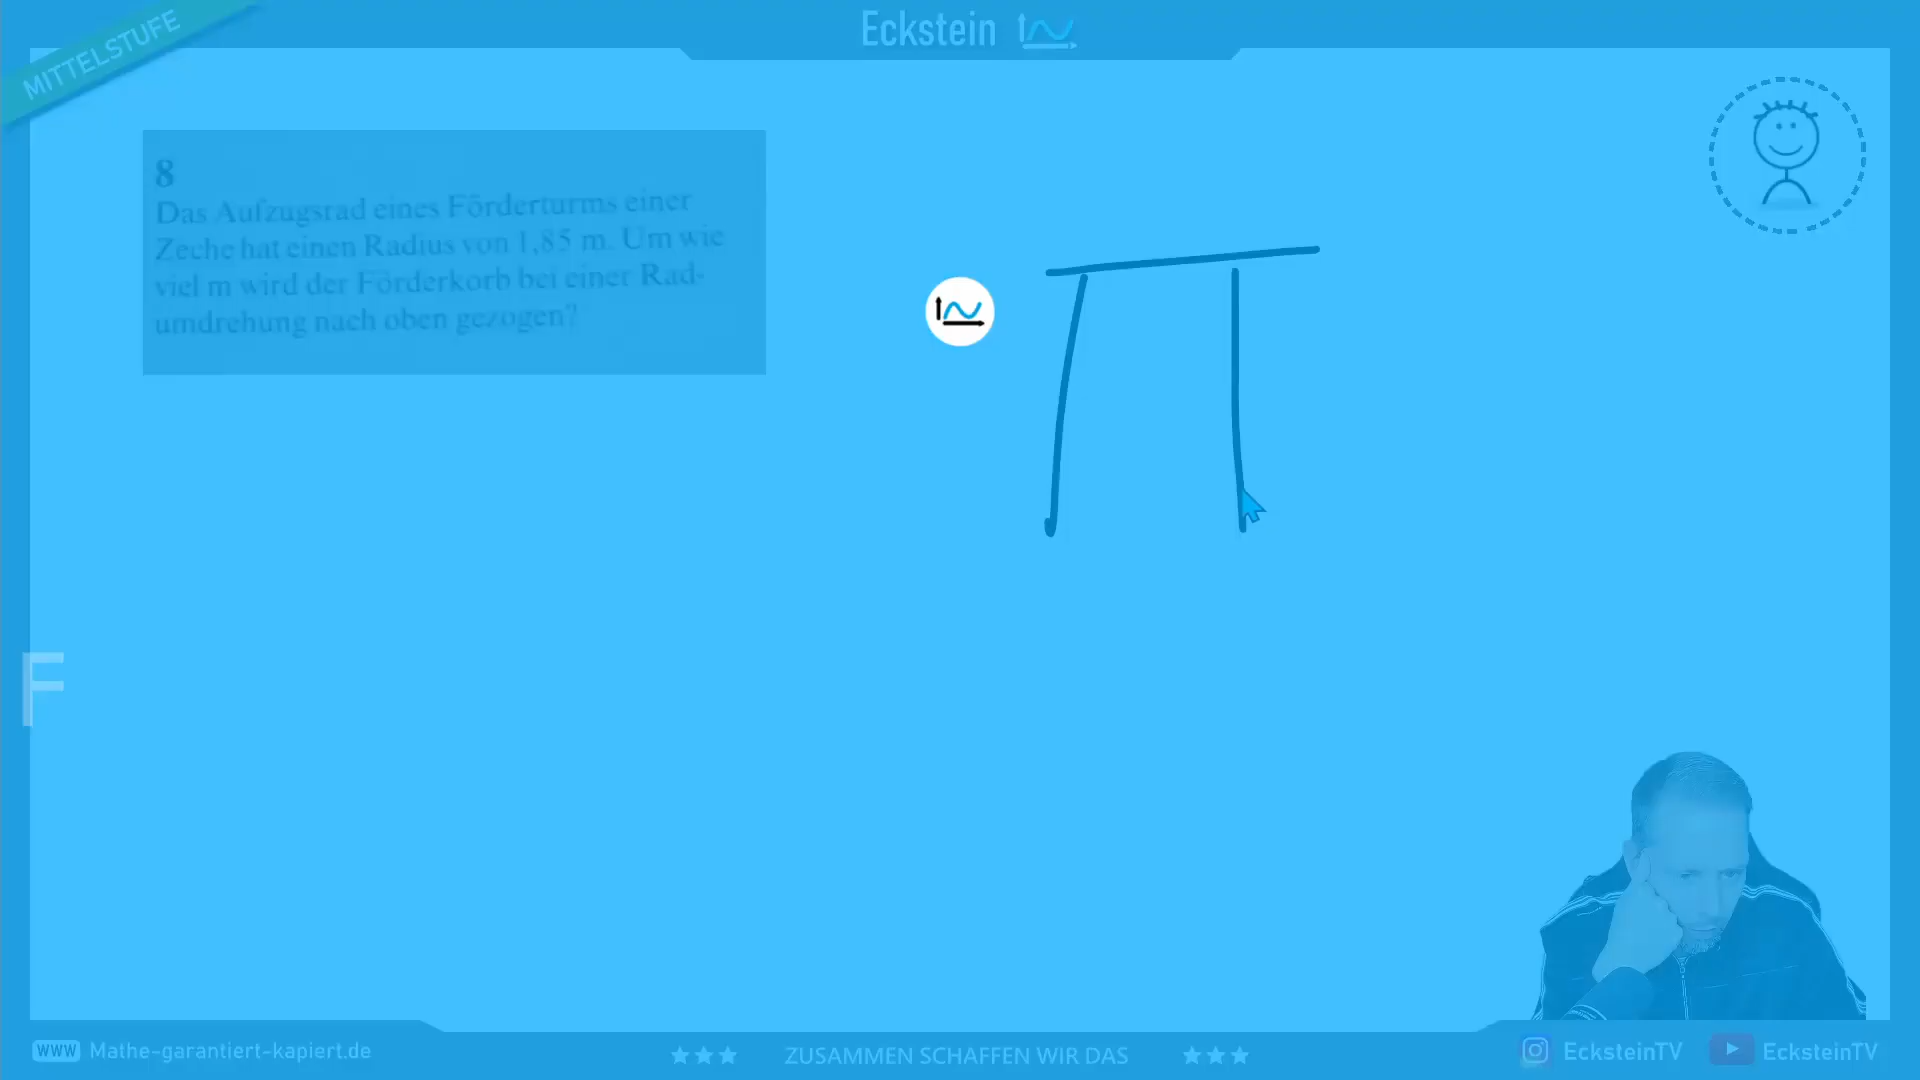 MITTELSTUFE
Eckstein
8
Das Aufzugsrad eines Förderturms einer
Zeche hat einen Radius von 1,85 m. Um wie
viel m wird der Förderkorb bei einer Rad-
umdrehung nach oben gezogen?
F
WWW Mathe-garantiert-kapiert.de
ZUSAMMEN SCHAFFEN WIR DAS
EcksteinTV
EcksteinTV